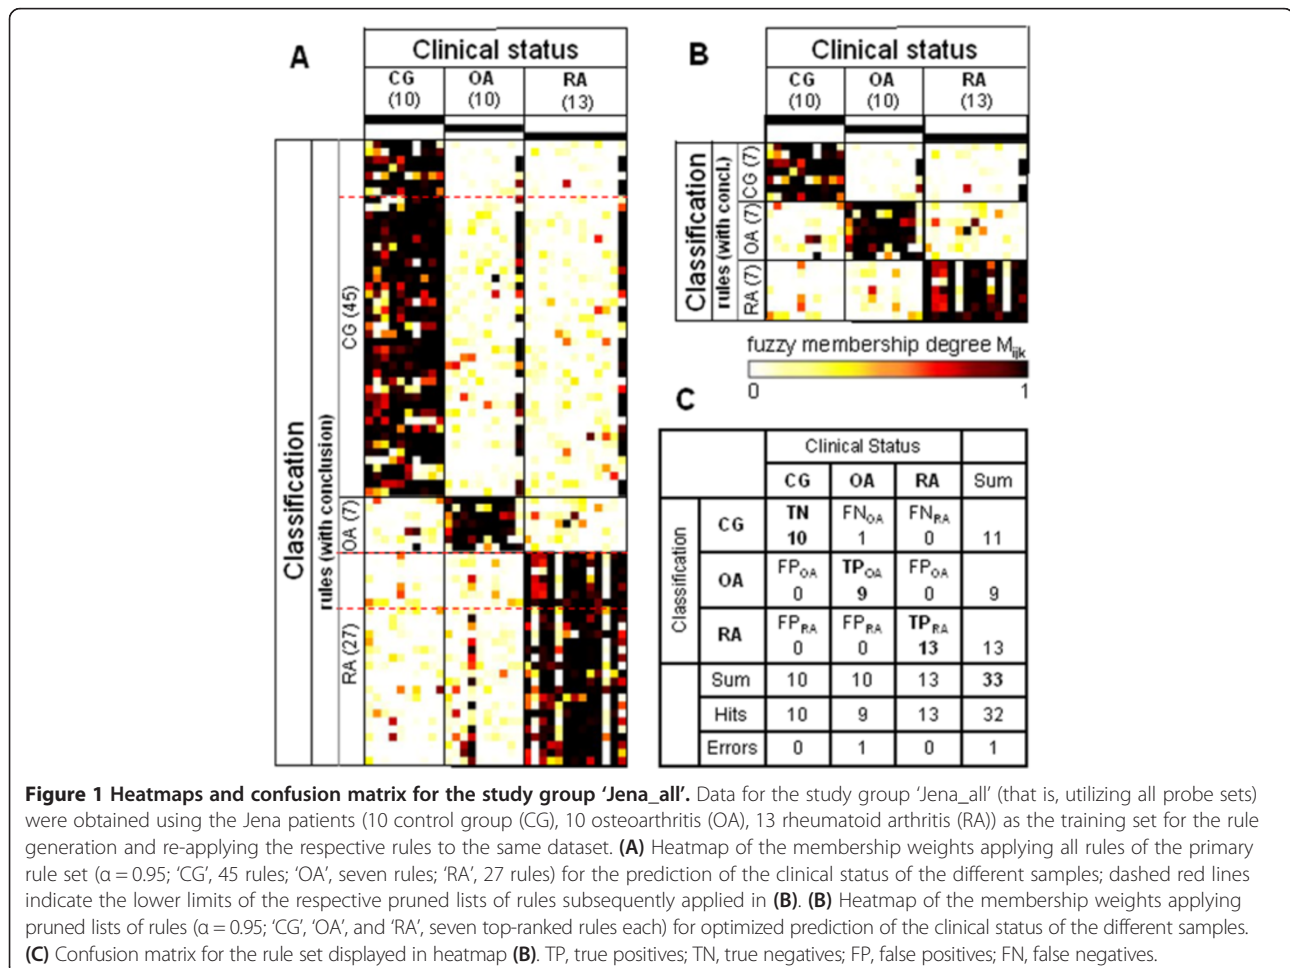 A
Clinical status
CG
(10)
OA
(10)
RA
(13)
Classification
rules (with conclusion)
CG (45)
OA (7)
RA (27)
B
Clinical status
CG
(10)
OA
(10)
RA
(13)
Classification
rules (with concl.)
CG (7)
OA (7)
RA (7)
fuzzy membership degree Mijk
0 1
C
Clinical Status
CG OA RA Sum
Classification
CG TN FNOA FNRA
10 1 0 11
OA FPOA TPOA FPOA
0 9 0 9
RA FPRA FPRA TPRA
0 0 13 13
Sum 10 10 13 33
Hits 10 9 13 32
Errors 0 1 0 1
Figure 1 Heatmaps and confusion matrix for the study group ‘Jena_all’. Data for the study group ‘Jena_all’ (that is, utilizing all probe sets)
were obtained using the Jena patients (10 control group (CG), 10 osteoarthritis (OA), 13 rheumatoid arthritis (RA)) as the training set for the rule
generation and re-applying the respective rules to the same dataset. (A) Heatmap of the membership weights applying all rules of the primary
rule set (α = 0.95; ‘CG’, 45 rules; ‘OA’, seven rules; ‘RA’, 27 rules) for the prediction of the clinical status of the different samples; dashed red lines
indicate the lower limits of the respective pruned lists of rules subsequently applied in (B). (B) Heatmap of the membership weights applying
pruned lists of rules (α = 0.95; ‘CG’, ‘OA’, and ‘RA’, seven top-ranked rules each) for optimized prediction of the clinical status of the different samples.
(C) Confusion matrix for the rule set displayed in heatmap (B). TP, true positives; TN, true negatives; FP, false positives; FN, false negatives.